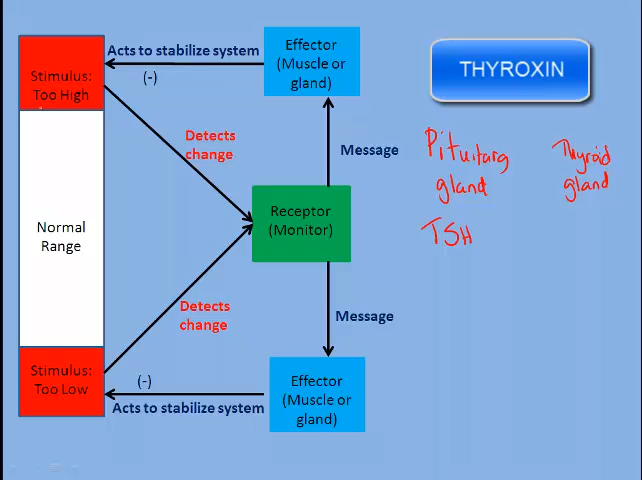 Stimulus:
Too High
Acts to stabilize system
(-)
Effector
(Muscle or
gland)
THYROXIN
Detects
change
Message
Pituitary
gland
Thyroid
gland
Normal
Range
Receptor
(Monitor)
TSH
Detects
change
Message
Stimulus:
Too Low
(-)
Acts to stabilize system
Effector
(Muscle or
gland)